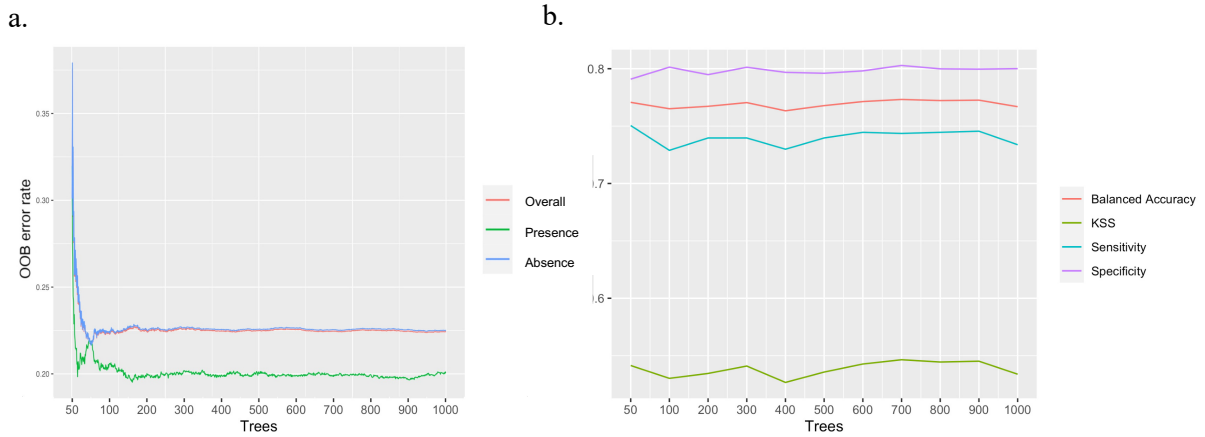 a.
OOB error rate
0.35
0.30
0.25
0.20
50 100 200 300 400 500 600 700 800 900 1000
Trees
Overall
Presence
Absence
b.
0.8
0.7
0.6
50 100 200 300 400 500 600 700 800 900 1000
Trees
Balanced Accuracy
KSS
Sensitivity
Specificity